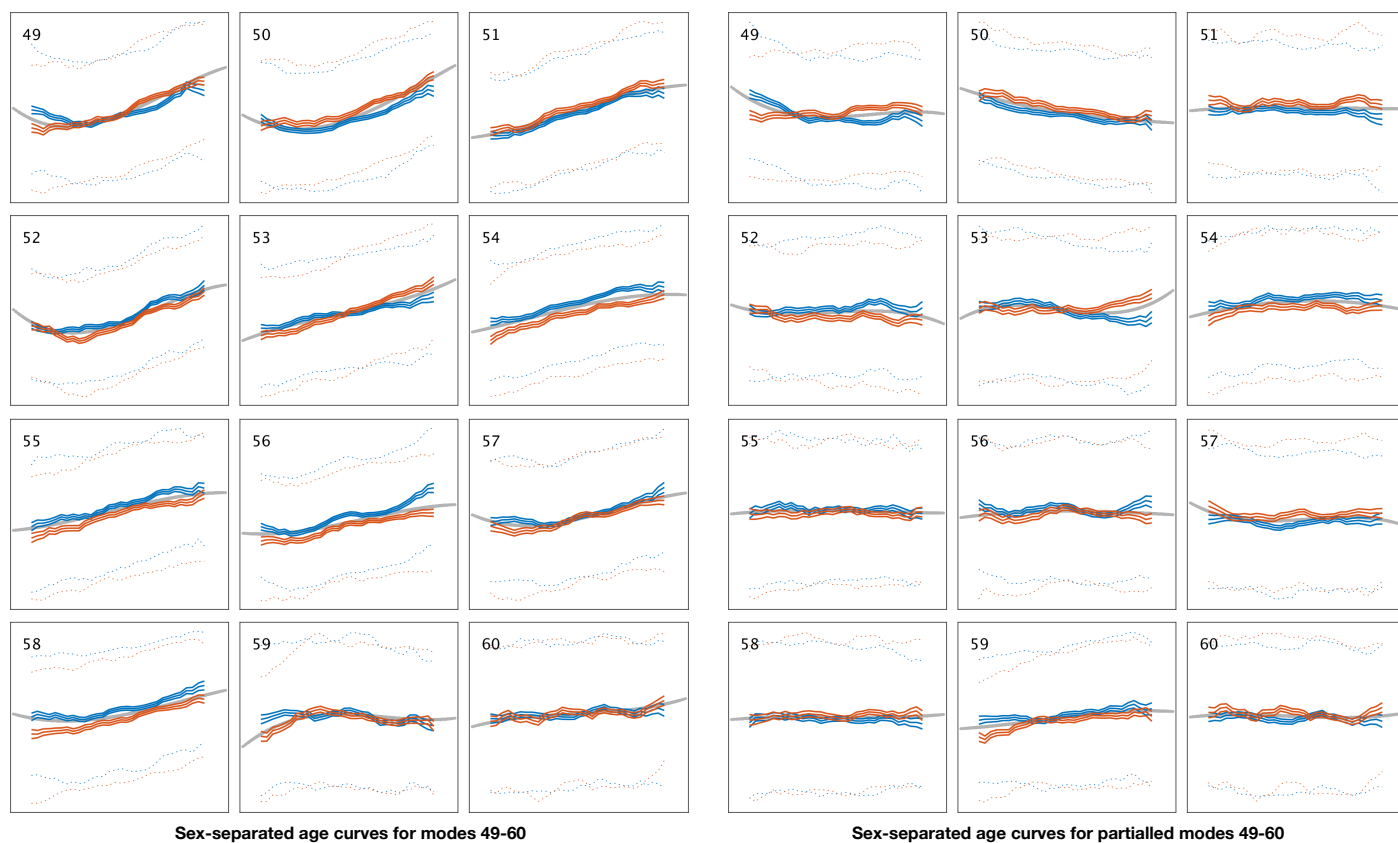 49 50 51 49 50 51
52 53 54 52 53 54
55 56 57 55 56 57
58 59 60 58 59 60
Sex-separated age curves for modes 49-60
Sex-separated age curves for partialled modes 49-60